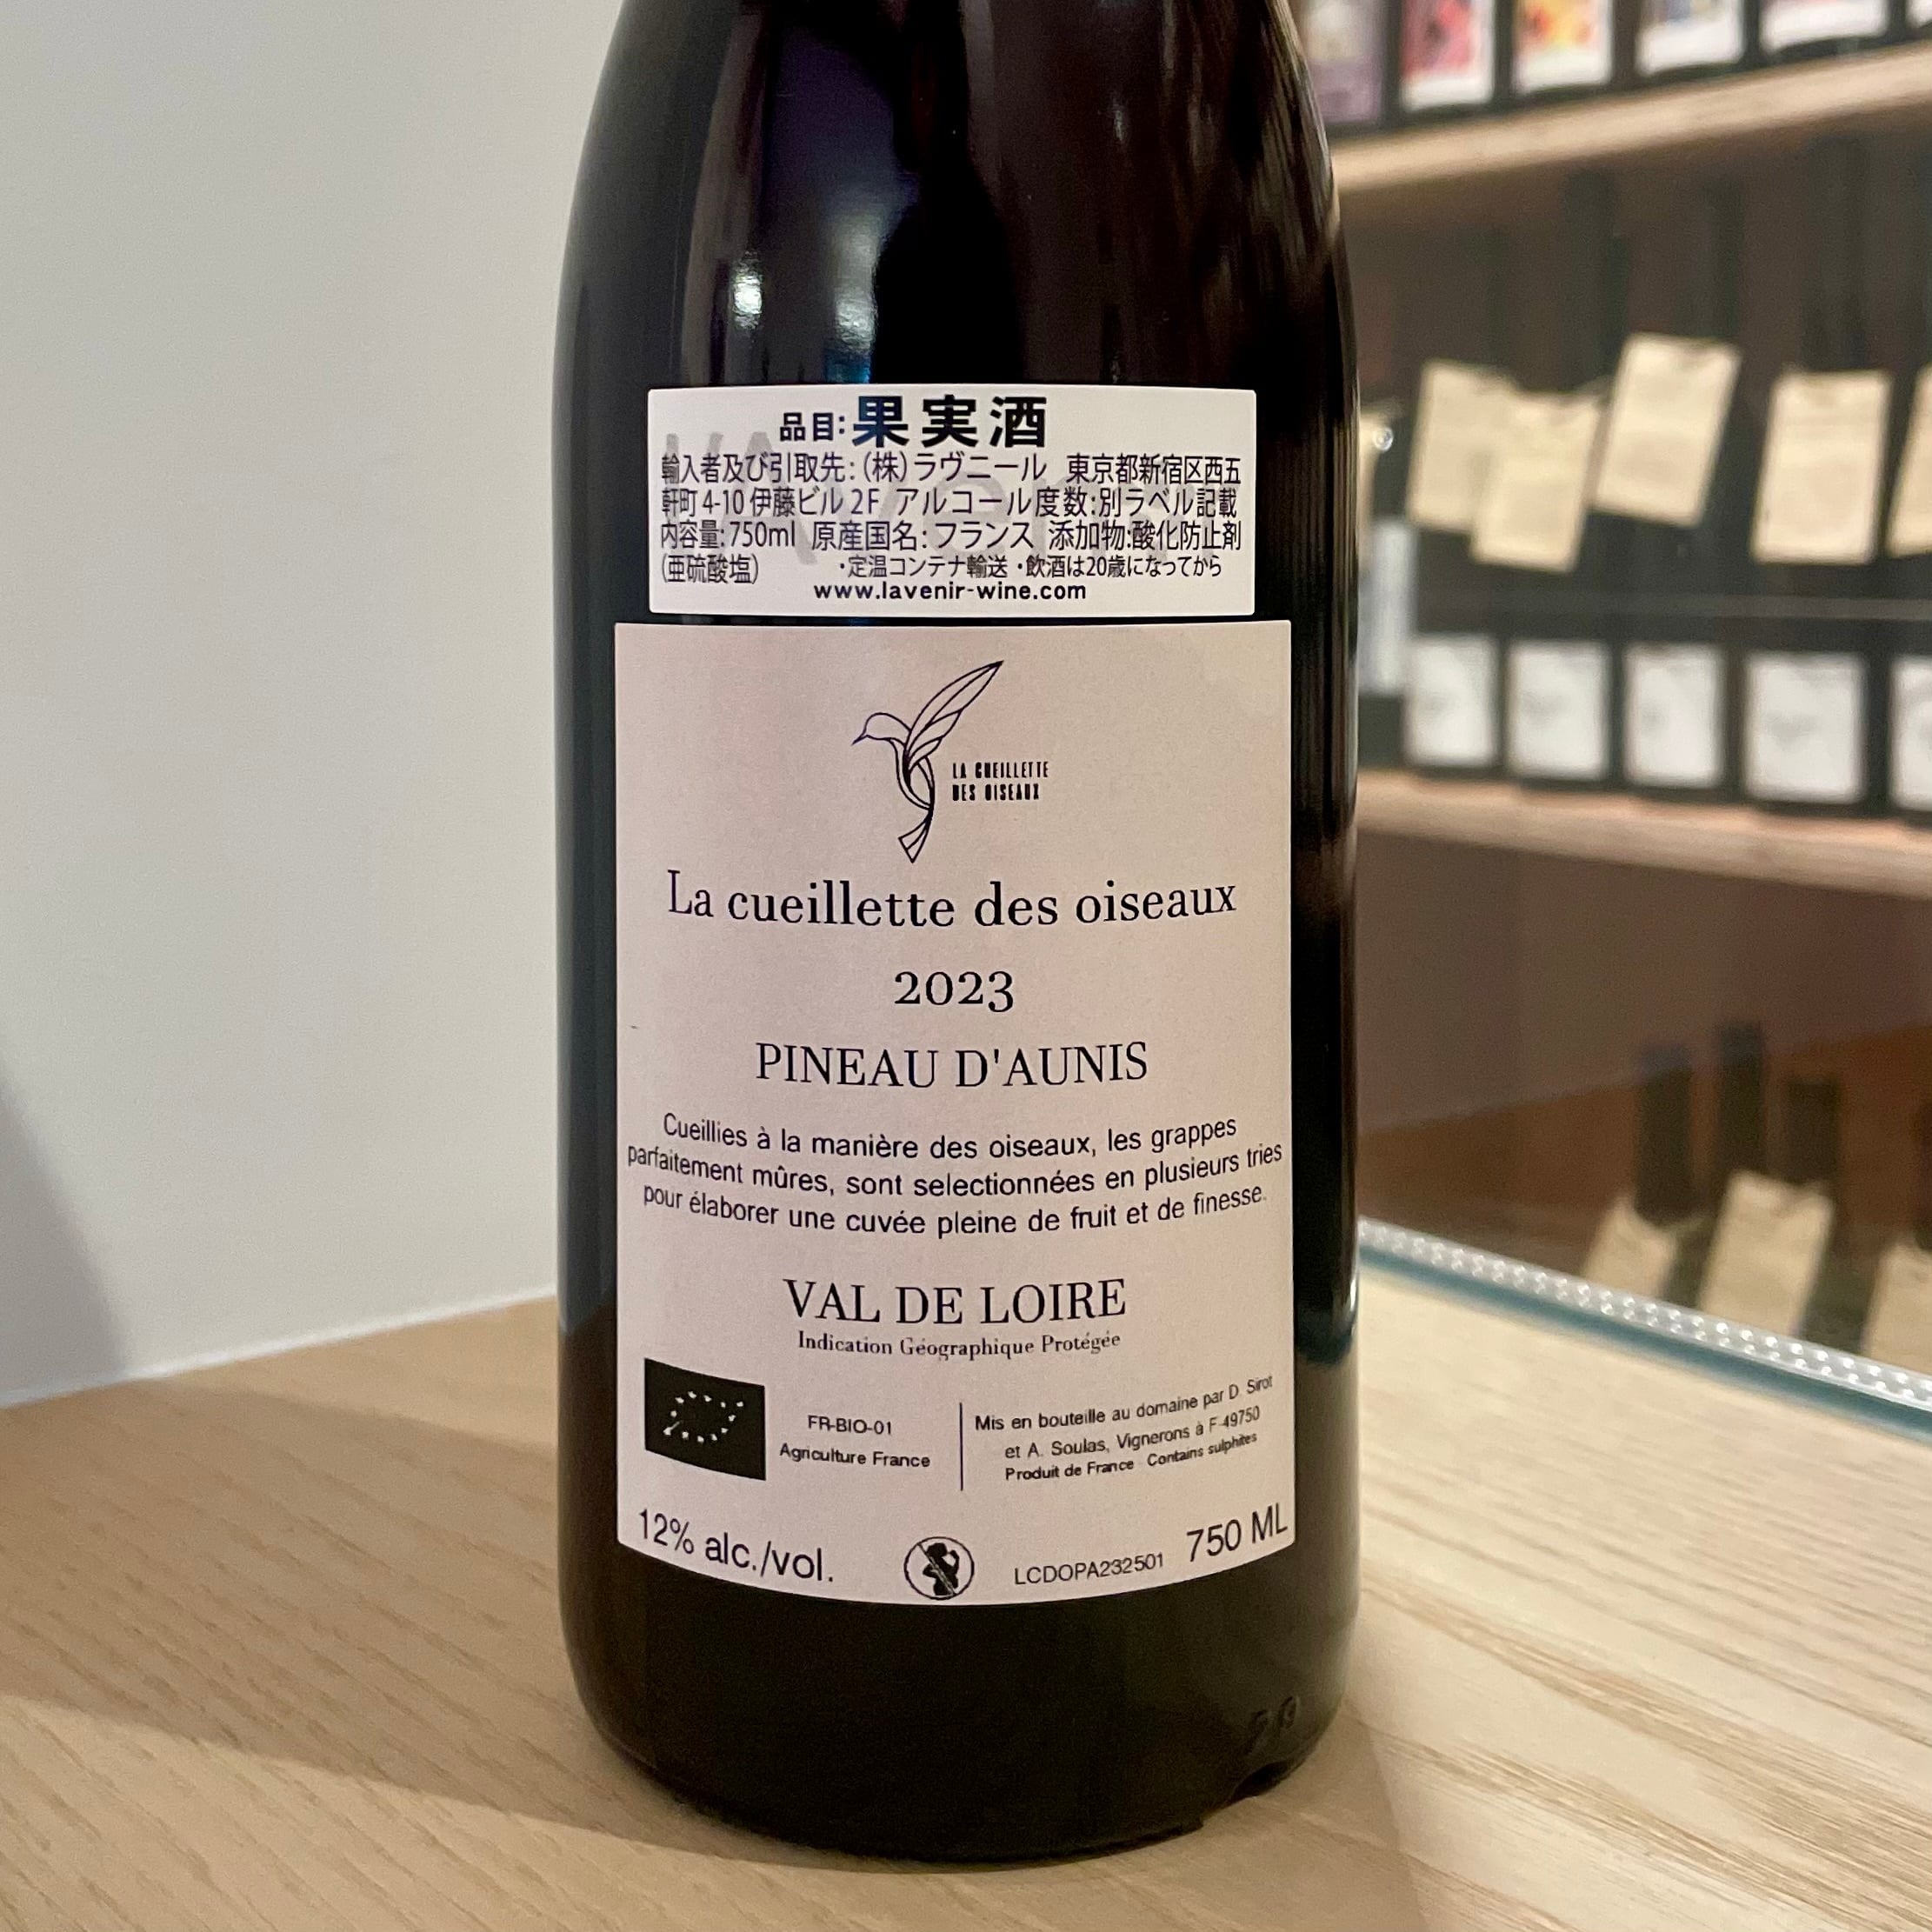 品目:果実酒
輸入者及び引取先:(株)ラヴニール 東京都新宿区西五
軒町4-10 伊藤ビル2F アルコール度数:別ラベル記載
内容量:750ml 原産国名:フランス 添加物:酸化防止剤
(亜硫酸塩) ・定温コンテナ輸送・飲酒は20歳になってから
www.lavenir-wine.com
LA CUEILLETTE
DES OISEAUX
La cueillette des oiseaux
2023
PINEAU D'AUNIS
Cueillies à la manière des oiseaux, les grappes
parfaitement mûres, sont selectionnées en plusieurs tries
pour élaborer une cuvée pleine de fruit et de finesse.
VAL DE LOIRE
Indication Géographique Protégée
FR-BIO-01
Agriculture France
Mis en bouteille au domaine par D. Sirot
et A. Soulas, Vignerons à F-49750
Produit de France - Contains sulphites
12% alc./vol.
LCDOPA232501
750 ML